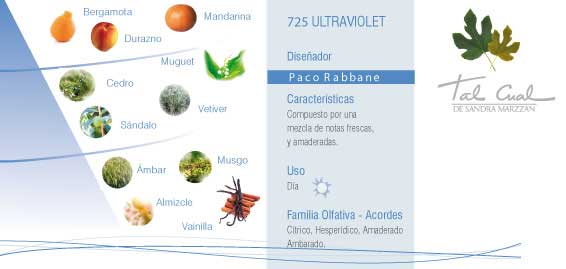 Bergamota
Mandarina
Durazno
Muguet
Cedro
Vetiver
Sándalo
Ámbar
Musgo
Almizcle
Vainilla
725 ULTRAVIOLET
Diseñador
Paco Rabbane
Características
Compuesto por una
mezcla de notas frescas,
y amaderadas.
Uso
Día
Familia Olfativa - Acordes
Cítrico, Hesperídico, Amaderado
Ambarado.
Tal Cual
DE SANDRA MARZZAN